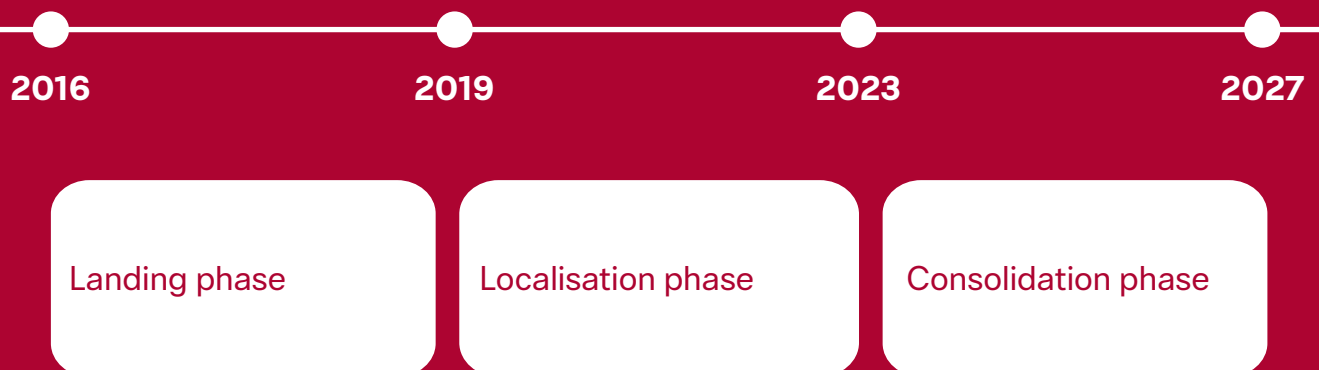 2016 2019 2023 2027
Landing phase Localisation phase Consolidation phase